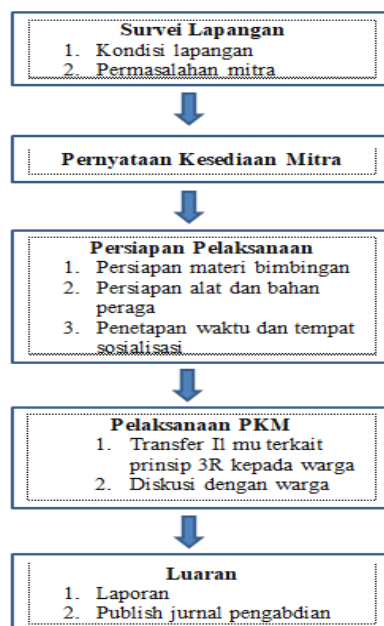 Survei Lapangan
1. Kondisi lapangan
2. Permasalahan mitra
Pernyataan Kesediaan Mitra
Persiapan Pelaksanaan
1. Persiapan materi bimbingan
2. Persiapan alat dan bahan
peraga
3. Penetapan waktu dan tempat
sosialisasi
Pelaksanaan PKM
1. Transfer Il mu terkait
prinsip 3R kepada warga
2. Diskusi dengan warga
Luaran
1. Laporan
2. Publish jurnal pengabdian